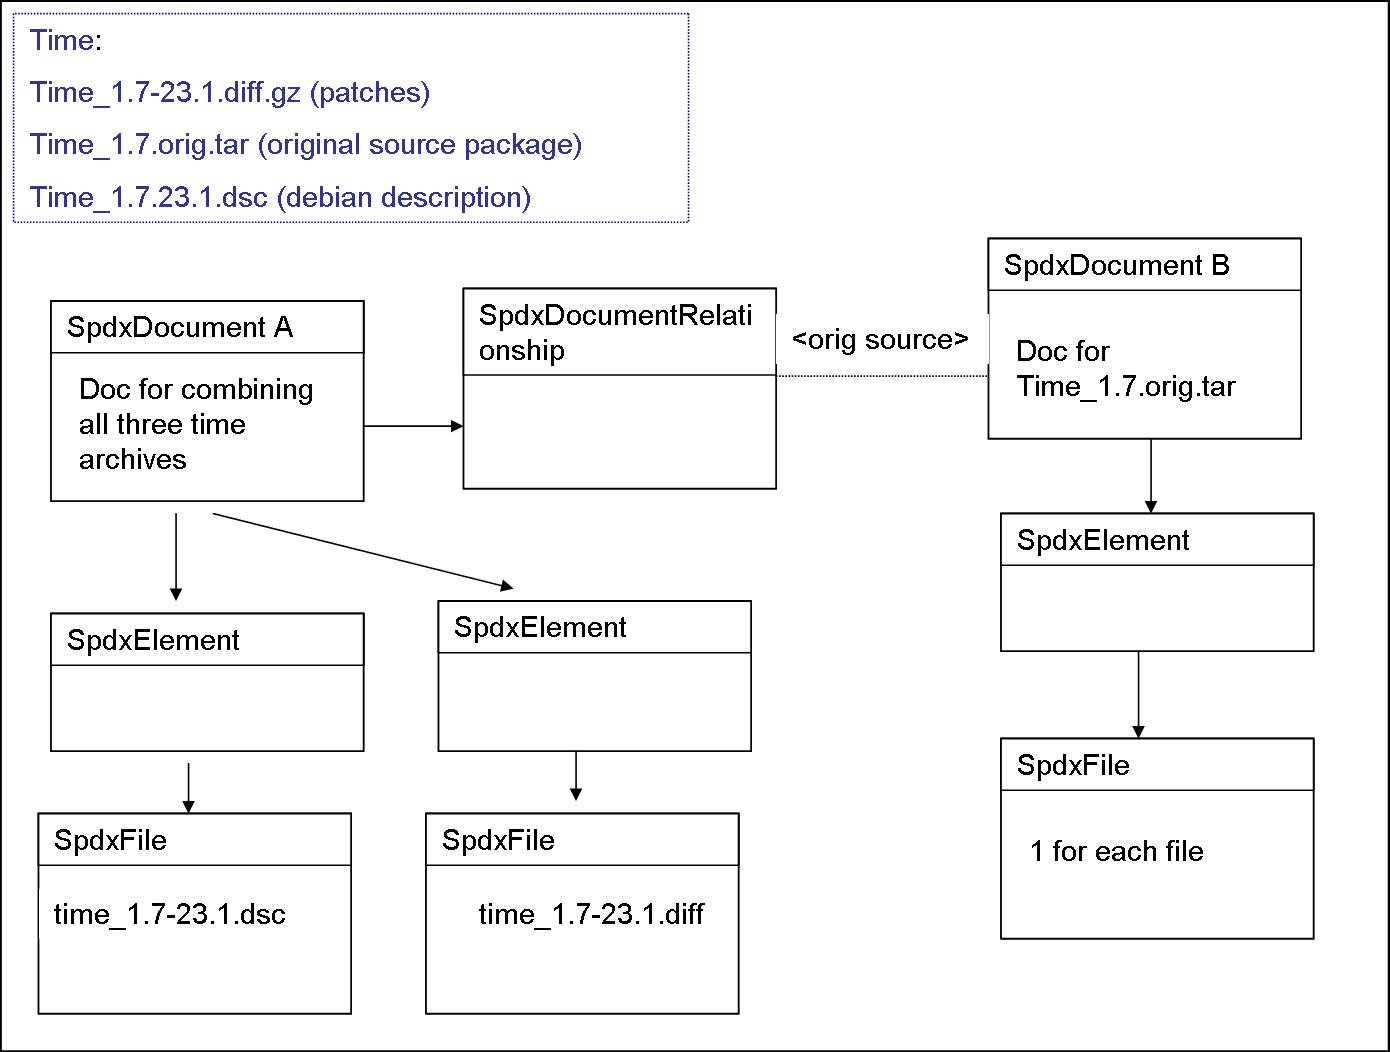 Time:
Time_1.7-23.1.diff.gz (patches)
Time_1.7.orig.tar (original source package)
Time_1.7.23.1.dsc (debian description)
SpdxDocument A
Doc for combining
all three time
archives
SpdxDocumentRelati
onship
<orig source>
SpdxDocument B
Doc for
Time_1.7.orig.tar
SpdxElement
SpdxElement
SpdxElement
SpdxFile
time_1.7-23.1.dsc
SpdxFile
time_1.7-23.1.diff
SpdxFile
1 for each file